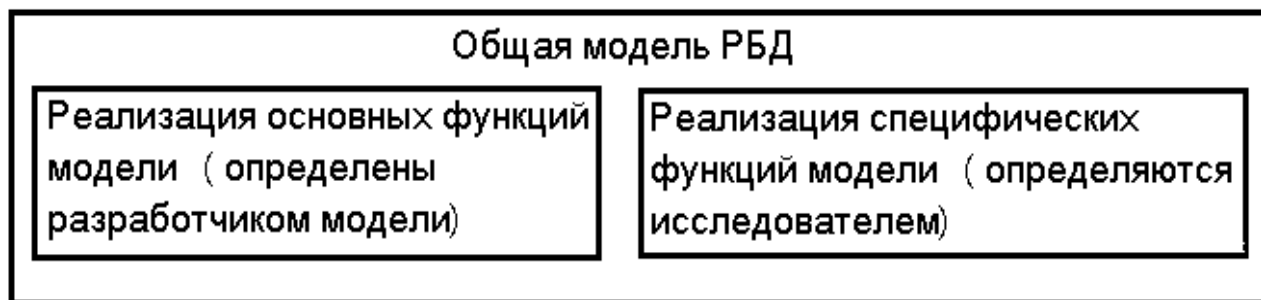 Общая модель РБД
Реализация основных функций
модели ( определены
разработчиком модели)
Реализация специфических
функций модели ( определяются
исследователем)